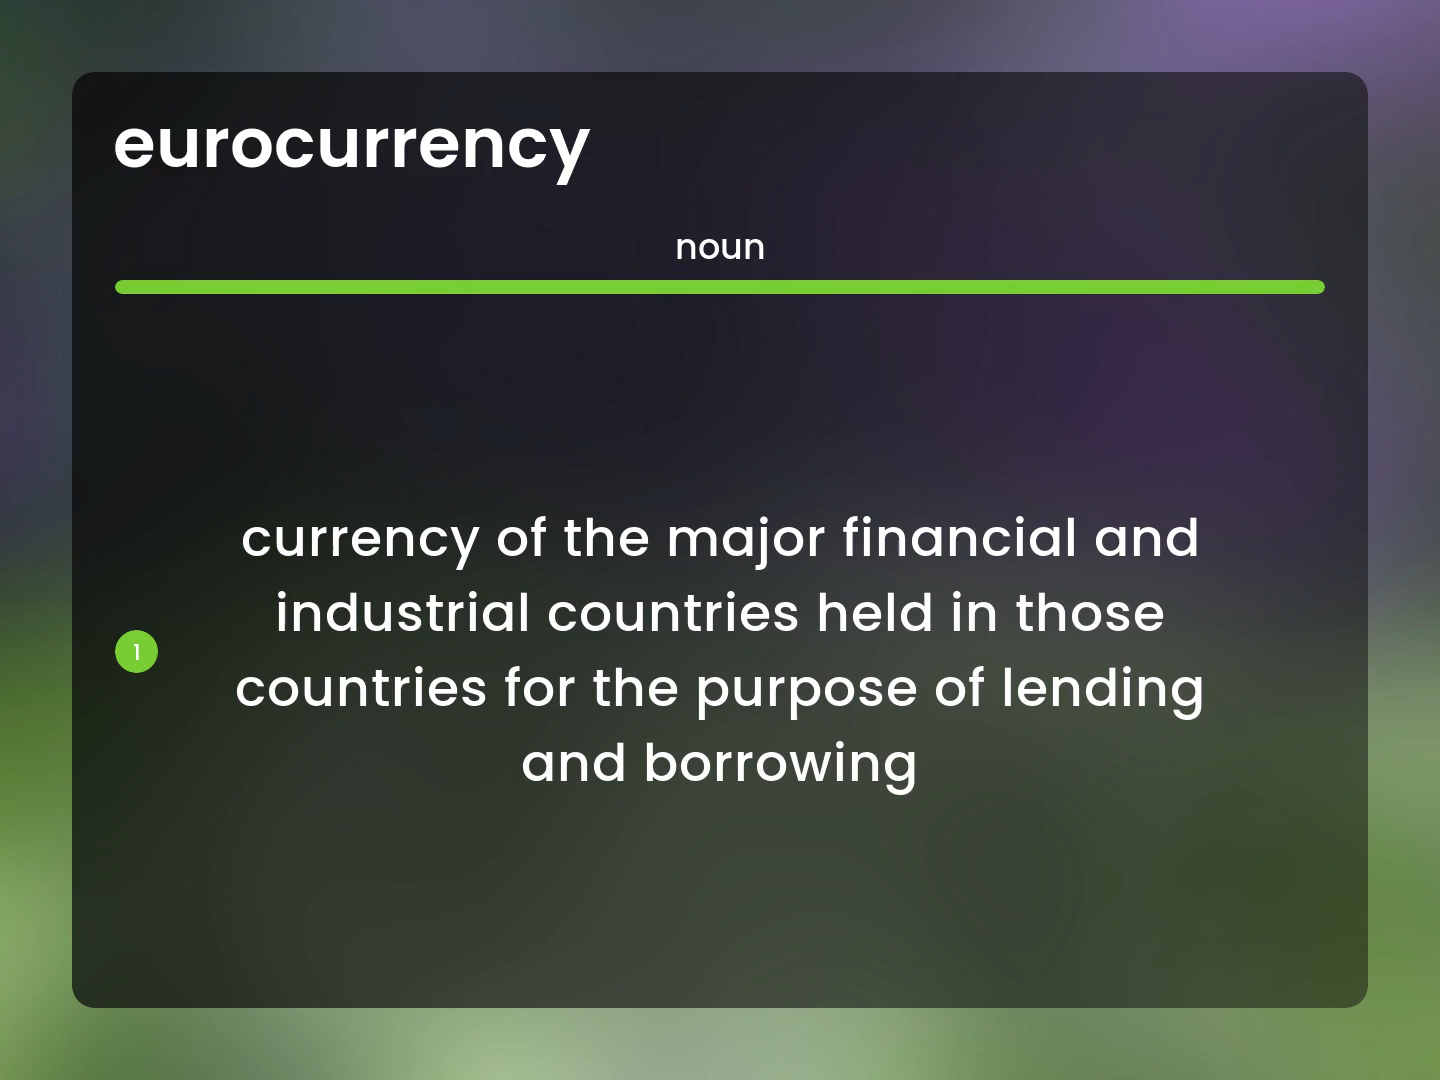 eurocurrency
noun
currency of the major financial and
industrial countries held in those
1
countries for the purpose of lending
and borrowing